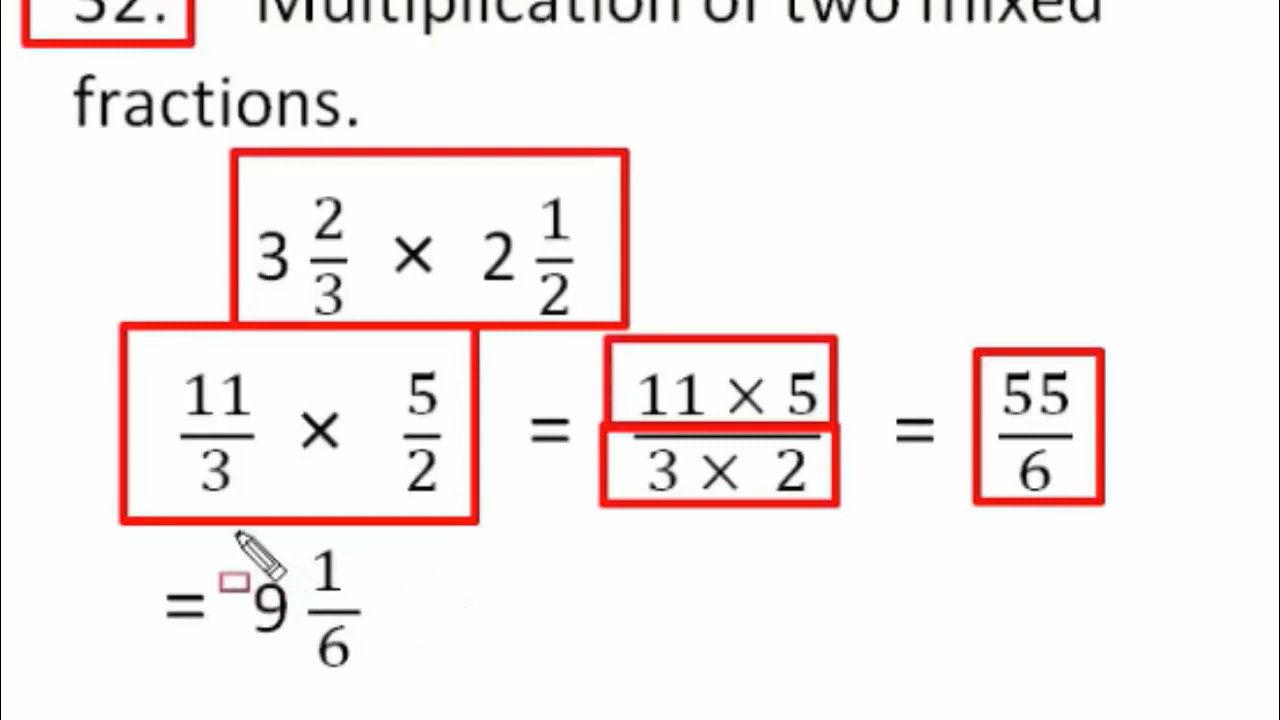 32. Multiplication of two mixed
fractions.
3 2/3 × 2 1/2
11/3 × 5/2 = 11 × 5/3 × 2 = 55/6
= 9 1/6